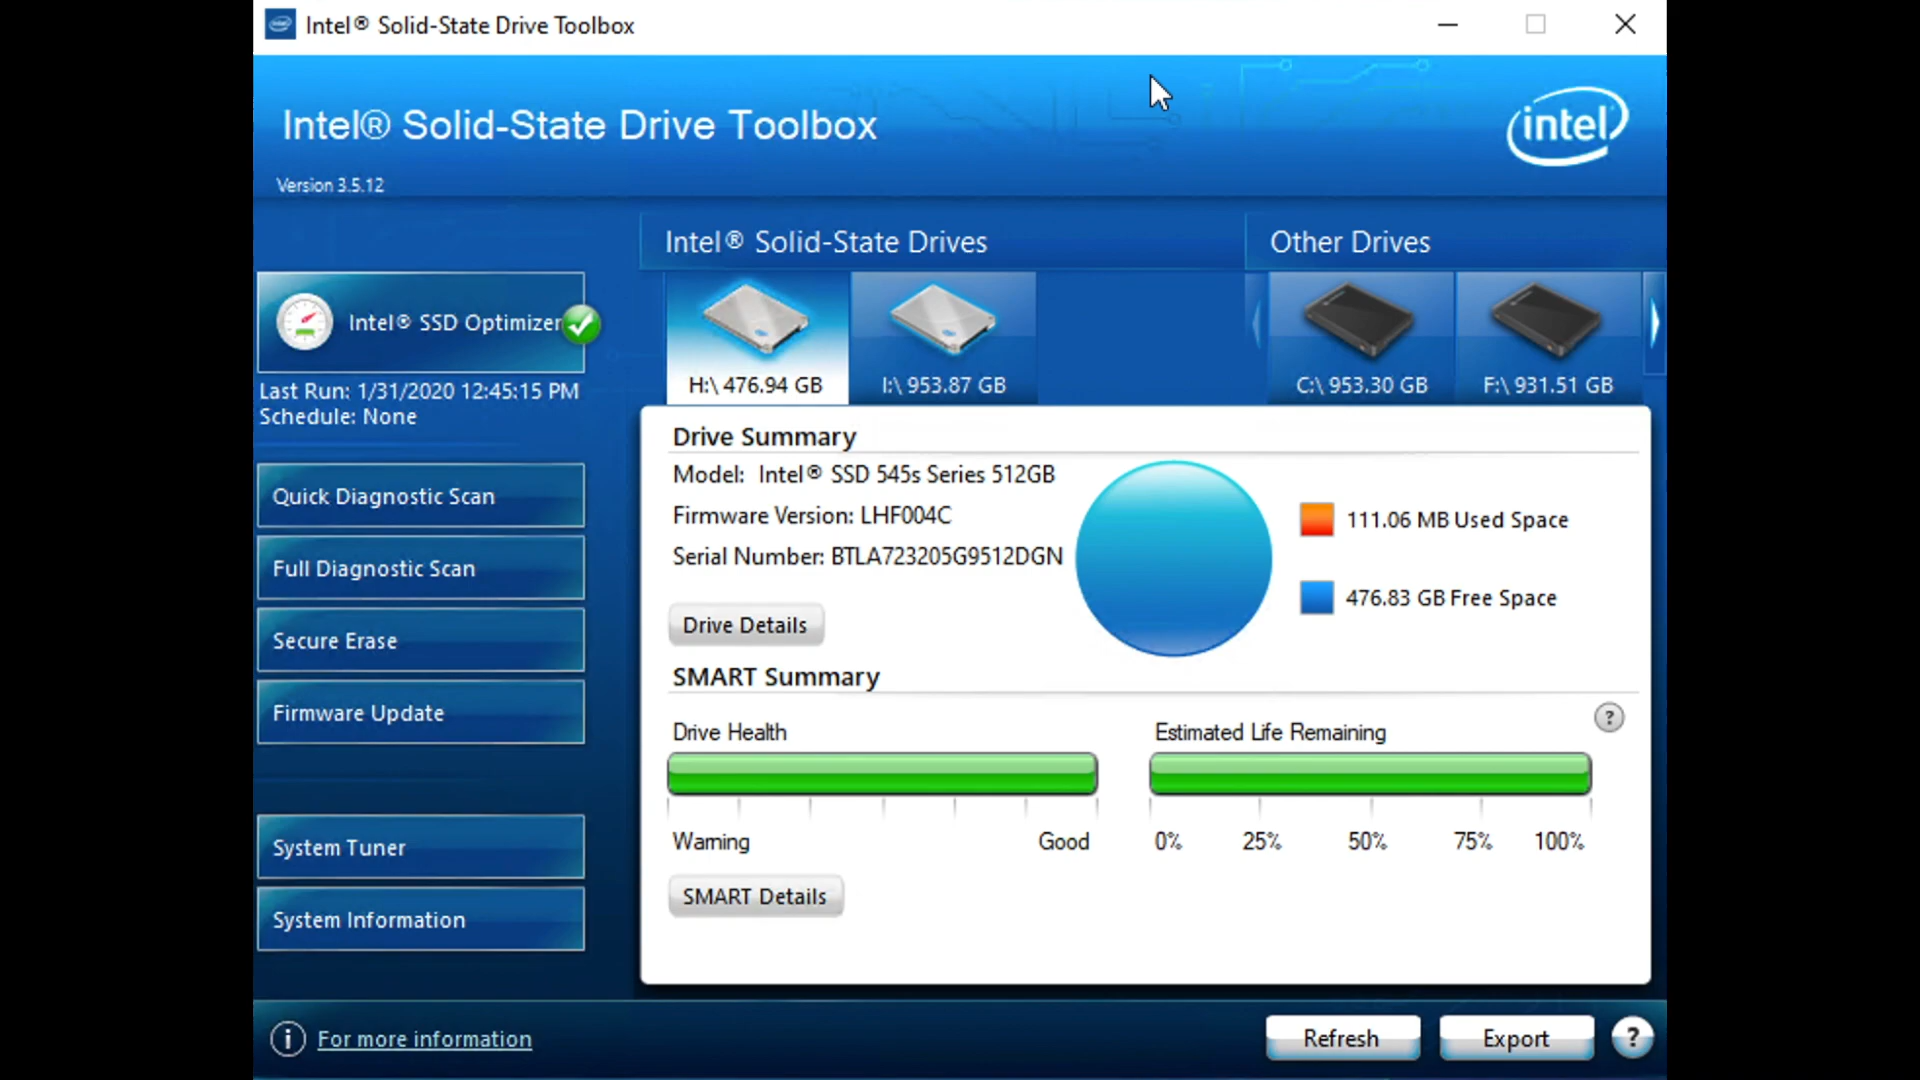 Intel® Solid-State Drive Toolbox
Intel® Solid-State Drive Toolbox
intel
Version 3.5.12
Intel® Solid-State Drives
Other Drives
Intel® SSD Optimizer
H:\ 476.94 GB
I:\ 953.87 GB
C:\ 953.30 GB
F:\ 931.51 GB
Last Run: 1/31/2020 12:45:15 PM
Schedule: None
Quick Diagnostic Scan
Full Diagnostic Scan
Secure Erase
Firmware Update
System Tuner
System Information
Drive Summary
Model: Intel® SSD 545s Series 512GB
Firmware Version: LHF004C
Serial Number: BTLA723205G9512DGN
111.06 MB Used Space
476.83 GB Free Space
Drive Details
SMART Summary
?
Drive Health
Warning Good
Estimated Life Remaining
0% 25% 50% 75% 100%
SMART Details
i For more information
Refresh
Export
?